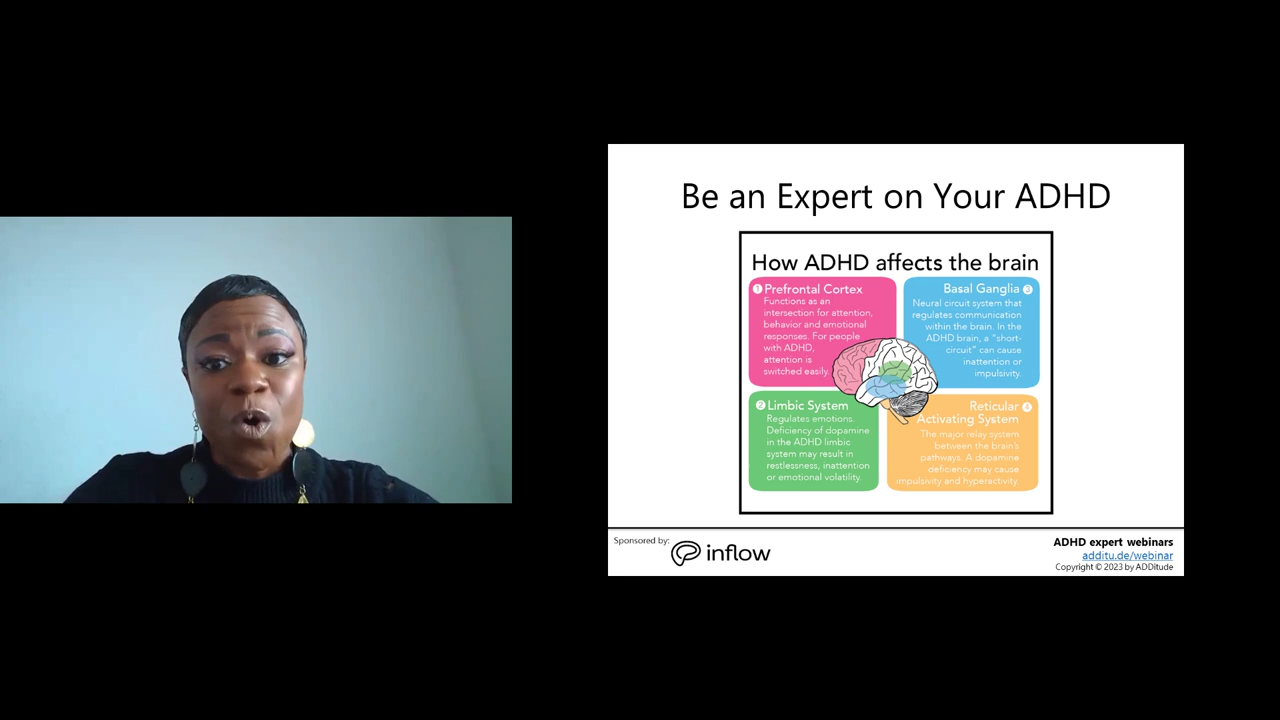 Be an Expert on Your ADHD
How ADHD affects the brain
1 Prefrontal Cortex
Functions as an
intersection for attention,
behavior and emotional
responses. For people
with ADHD,
attention is
switched easily.
Basal Ganglia 3
Neural circuit system that
regulates communication
within the brain. In the
ADHD brain, a “short-
circuit” can cause
inattention or
impulsivity.
2 Limbic System
Regulates emotions.
Deficiency of dopamine
in the ADHD limbic
system may result in
restlessness, inattention
or emotional volatility.
Reticular 4
Activating System
The major relay system
between the brain's
pathways. A dopamine
deficiency may cause
impulsivity and hyperactivity.
Sponsored by:
inflow
ADHD expert webinars
additu.de/webinar
Copyright © 2023 by ADDitude